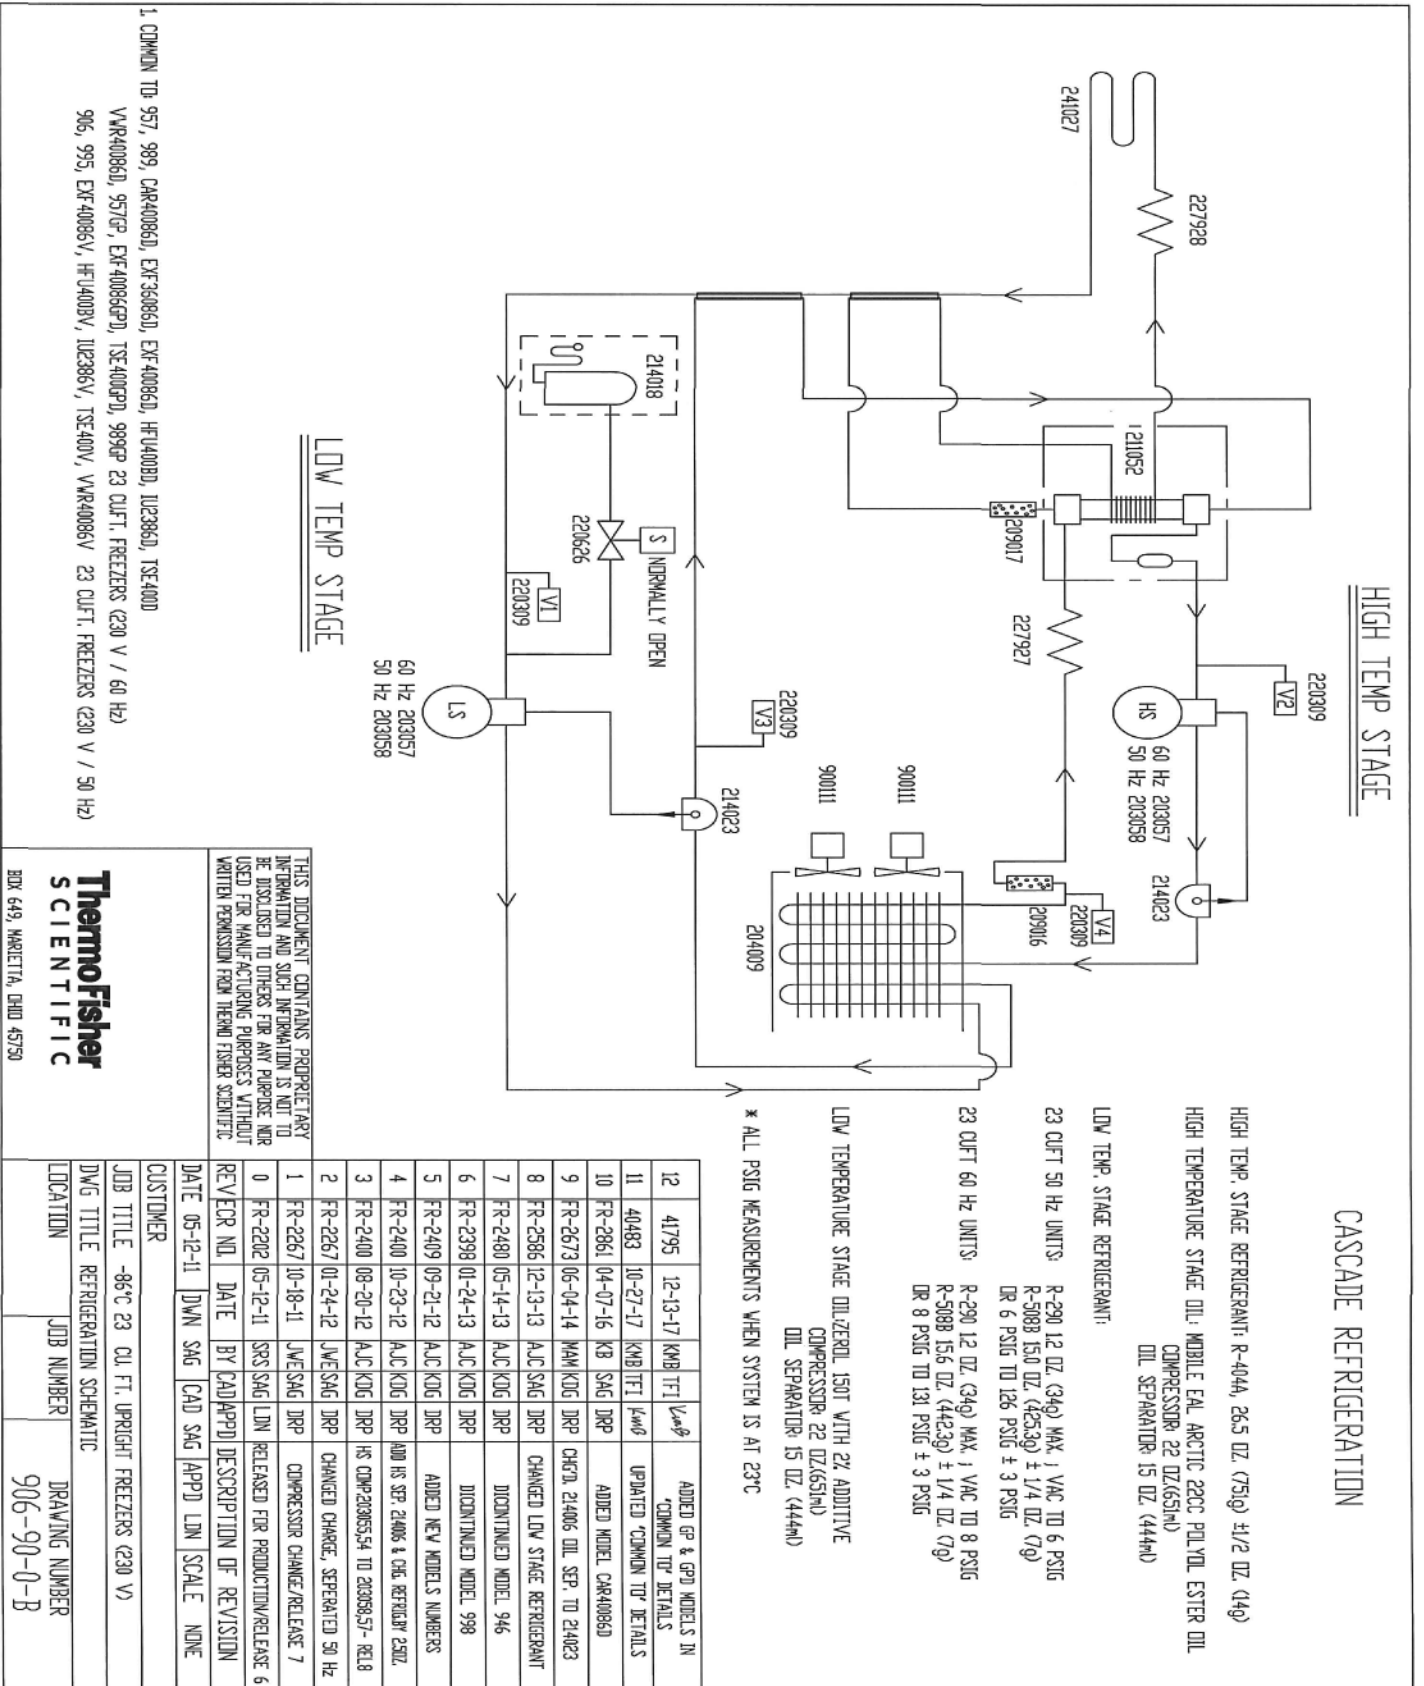 CASCADE REFRIGERATION
HIGH TEMP STAGE
HIGH TEMP. STAGE REFRIGERANT: R-404A, 26.5 OZ. (751g) ±1/2 OZ. (14g)
HIGH TEMPERATURE STAGE OIL: MOBILE EAL ARCTIC 22CC POLYOL ESTER OIL
COMPRESSOR: 22 OZ.(651ml)
OIL SEPARATOR: 15 OZ. (444ml)
LOW TEMP. STAGE REFRIGERANT:
23 CUFT 50 Hz UNITS: R-290 1.2 OZ. (34g) MAX. ; VAC TO 6 PSIG
R-508B 15.0 OZ. (425.3g) ± 1/4 OZ. (7g)
OR 6 PSIG TO 126 PSIG ± 3 PSIG
23 CUFT 60 Hz UNITS: R-290 1.2 OZ. (34g) MAX. ; VAC TO 8 PSIG
R-508B 15.6 OZ. (442.3g) ± 1/4 OZ. (7g)
OR 8 PSIG TO 131 PSIG ± 3 PSIG
LOW TEMPERATURE STAGE OIL:ZEROL 150T WITH 2% ADDITIVE
COMPRESSOR: 22 OZ.(651ml)
OIL SEPARATOR: 15 OZ. (444ml)
* ALL PSIG MEASUREMENTS WHEN SYSTEM IS AT 23°C
220309
V2
HS
60 Hz 203057
50 Hz 203058
214023
227928
241027
211052
209017
227927
V4
220309
209016
900111
900111
204009
220309
V3
214023
214018
S
NORMALLY OPEN
220626
V1
220309
LS
60 Hz 203057
50 Hz 203058
LOW TEMP STAGE
1. COMMON TO: 957, 989, CAR40086D, EXF36086D, EXF40086D, HFU400BD, IU2386D, TSE400D
VWR40086D, 957GP, EXF40086GPD, TSE400GPD, 989GP 23 CUFT. FREEZERS (230 V / 60 Hz)
906, 995, EXF40086V, HFU400BV, IU2386V, TSE400V, VWR40086V 23 CUFT. FREEZERS (230 V / 50 Hz)
THIS DOCUMENT CONTAINS PROPRIETARY
INFORMATION AND SUCH INFORMATION IS NOT TO
BE DISCLOSED TO OTHERS FOR ANY PURPOSE NOR
USED FOR MANUFACTURING PURPOSES WITHOUT
WRITTEN PERMISSION FROM THERMO FISHER SCIENTIFIC
ThermoFisher
SCIENTIFIC
BOX 649, MARIETTA, OHIO 45750
12 41795 12-13-17 KMB TFI KmB ADDED GP & GPD MODELS IN "COMMON TO" DETAILS
11 40483 10-27-17 KMB TFI KmB UPDATED "COMMON TO" DETAILS
10 FR-2861 04-07-16 KB SAG DRP ADDED MODEL CAR40086D
9 FR-2673 06-04-14 MAM KDG DRP CHG'D. 214006 OIL SEP. TO 214023
8 FR-2586 12-13-13 AJC SAG DRP CHANGED LOW STAGE REFRIGERANT
7 FR-2480 05-14-13 AJC KDG DRP DICONTINUED MODEL 946
6 FR-2398 01-24-13 AJC KDG DRP DICONTINUED MODEL 998
5 FR-2409 09-21-12 AJC KDG DRP ADDED NEW MODELS NUMBERS
4 FR-2400 10-23-12 AJC KDG DRP ADD HS SEP. 214006 & CHG. REFRIG.BY 2.5OZ.
3 FR-2400 08-20-12 AJC KDG DRP HS COMP.203055,54 TO 203058,57- REL8
2 FR-2267 01-24-12 JWE SAG DRP CHANGED CHARGE, SEPERATED 50 Hz
1 FR-2267 10-18-11 JWE SAG DRP COMPRESSOR CHANGE/RELEASE 7
0 FR-2202 05-12-11 SRS SAG LDN RELEASED FOR PRODUCTION/RELEASE 6
REV ECR NO. DATE BY CAD APPD DESCRIPTION OF REVISION
DATE 05-12-11 DWN SAG CAD SAG APPD LDN SCALE NONE
CUSTOMER
JOB TITLE -86°C 23 CU. FT. UPRIGHT FREEZERS (230 V)
DWG TITLE REFRIGERATION SCHEMATIC
LOCATION JOB NUMBER DRAWING NUMBER
906-90-0-B